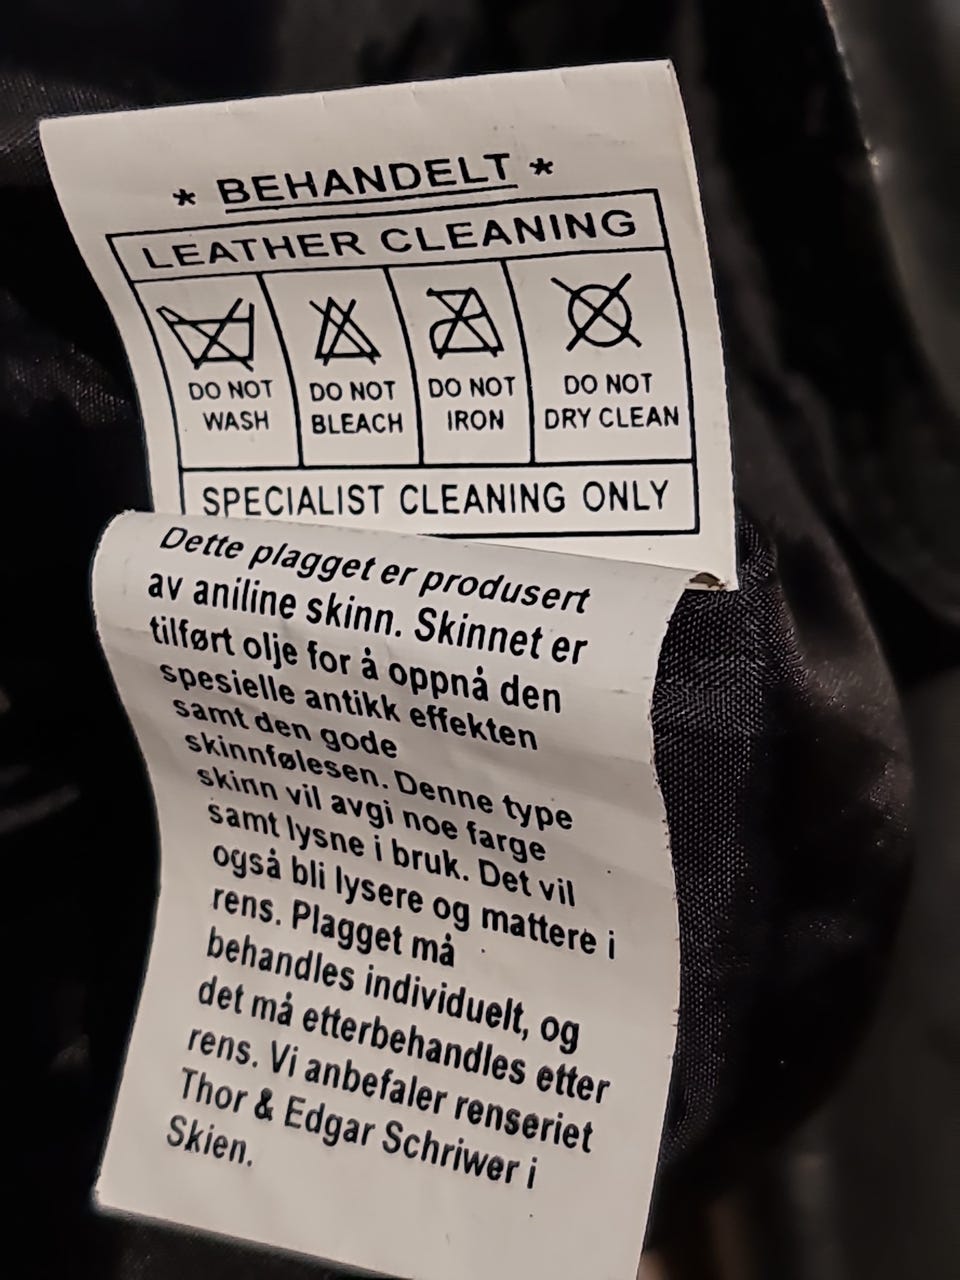 * BEHANDELT *
LEATHER CLEANING
DO NOT WASH
DO NOT BLEACH
DO NOT IRON
DO NOT DRY CLEAN
SPECIALIST CLEANING ONLY
Dette plagget er produsert
av aniline skinn. Skinnet er
tilført olje for å oppnå den
spesielle antikk effekten
samt den gode
skinnfølesen. Denne type
skinn vil avgi noe farge
samt lysne i bruk. Det vil
også bli lysere og mattere i
rens. Plagget må
behandles individuelt, og
det må etterbehandles etter
rens. Vi anbefaler renseriet
Thor & Edgar Schriwer i
Skien.